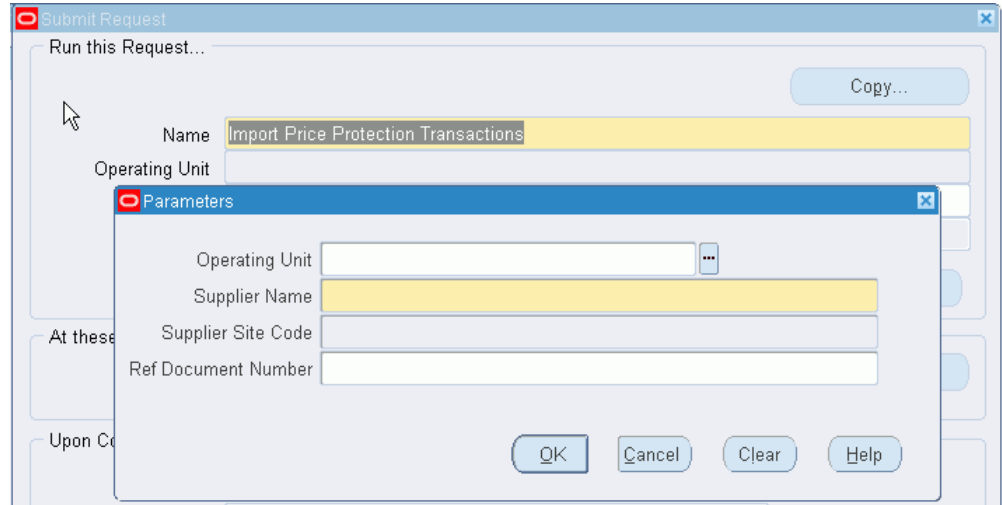 Submit Request
Run this Request...
Copy...
Name Import Price Protection Transactions
Operating Unit
Parameters
Operating Unit
Supplier Name
Supplier Site Code
At these
Ref Document Number
Upon Co
OK Cancel Clear Help